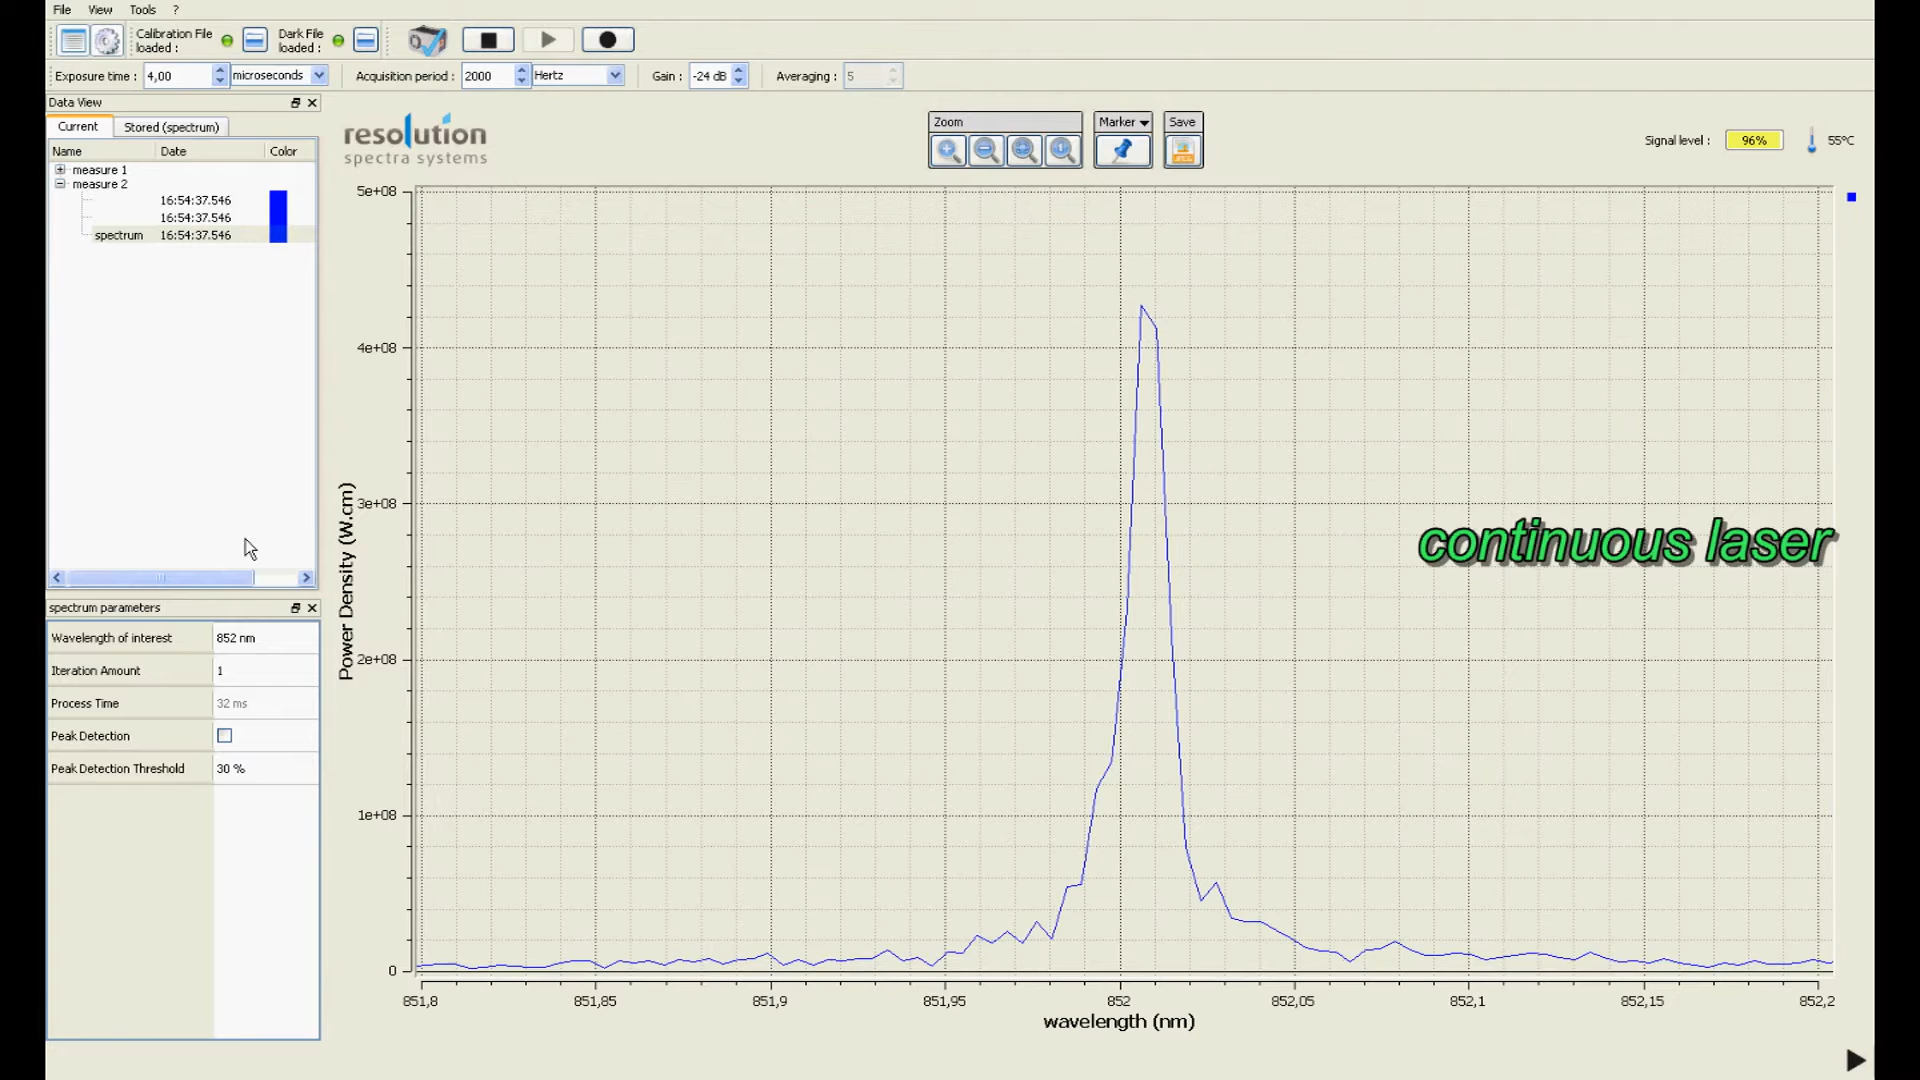 File View Tools ?
Calibration File loaded :
Dark File loaded :
Exposure time : 4,00 microseconds Acquisition period : 2000 Hertz Gain : -24 dB Averaging : 5
Data View
Current Stored (spectrum)
Name Date Color
measure 1
measure 2
16:54:37.546
16:54:37.546
spectrum 16:54:37.546
spectrum parameters
Wavelength of interest 852 nm
Iteration Amount 1
Process Time 32 ms
Peak Detection
Peak Detection Threshold 30 %
resolution
spectra systems
Zoom Marker Save
Signal level : 96% 55°C
5e+08
4e+08
3e+08
2e+08
1e+08
0
Power Density (W.cm)
continuous laser
851,8 851,85 851,9 851,95 852 852,05 852,1 852,15 852,2
wavelength (nm)